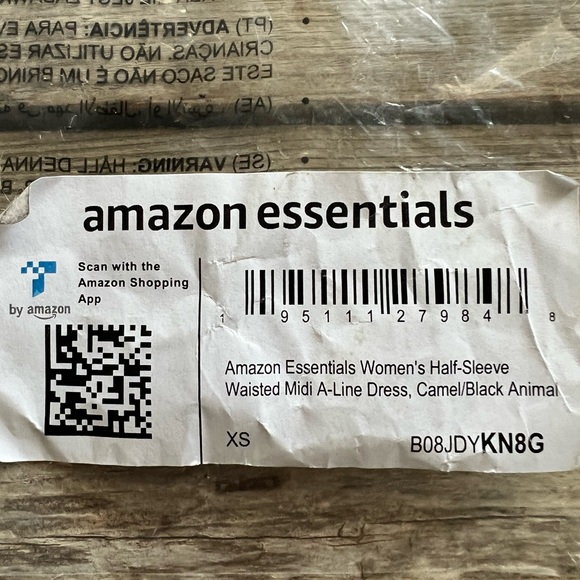 (PT) ADVERTÊNCIA: PARA EV
CRIANÇAS, NÃO UTILIZAR ES
ESTE SACO NÃO É UM BRINQ
(AE)
(SE) VARNING: HÅLL DENNA
amazon essentials
Scan with the
Amazon Shopping
App
by amazon
1 95111 27984 8
Amazon Essentials Women's Half-Sleeve
Waisted Midi A-Line Dress, Camel/Black Animal
XS
B08JDYKN8G